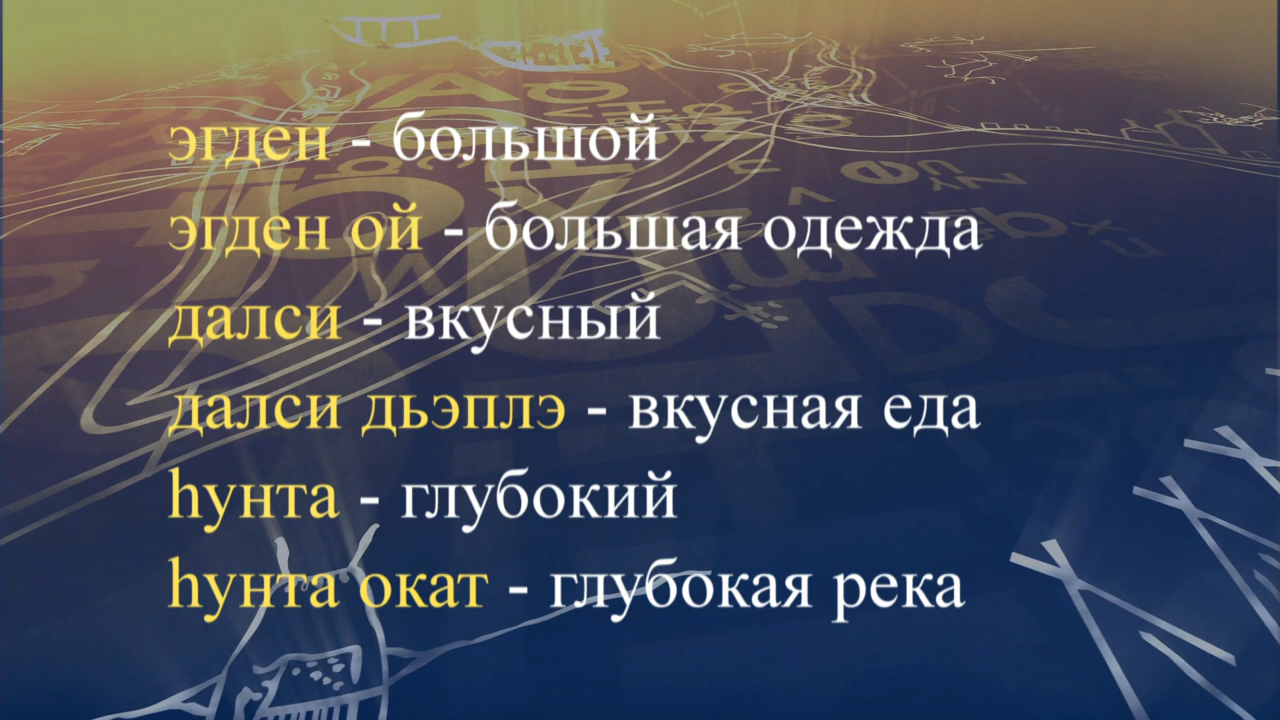 эгден - большой
эгден ой - большая одежда
далси - вкусный
далси дьэплэ - вкусная еда
һунта - глубокий
һунта окат - глубокая река